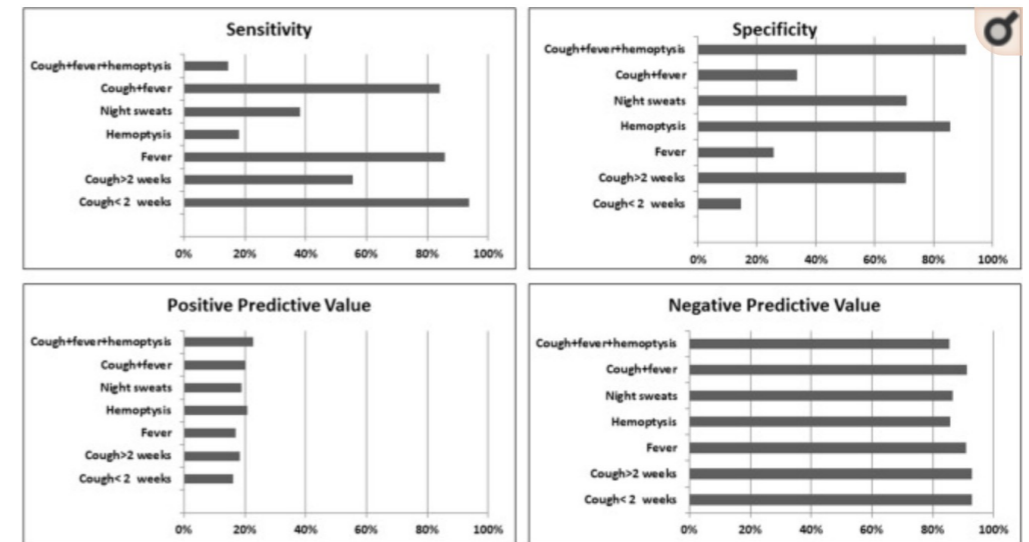 Sensitivity
Cough+fever+hemoptysis
Cough+fever
Night sweats
Hemoptysis
Fever
Cough>2 weeks
Cough< 2 weeks
0% 20% 40% 60% 80% 100%
Specificity
Cough+fever+hemoptysis
Cough+fever
Night sweats
Hemoptysis
Fever
Cough>2 weeks
Cough< 2 weeks
0% 20% 40% 60% 80% 100%
Positive Predictive Value
Cough+fever+hemoptysis
Cough+fever
Night sweats
Hemoptysis
Fever
Cough>2 weeks
Cough< 2 weeks
0% 20% 40% 60% 80% 100%
Negative Predictive Value
Cough+fever+hemoptysis
Cough+fever
Night sweats
Hemoptysis
Fever
Cough>2 weeks
Cough< 2 weeks
0% 20% 40% 60% 80% 100%